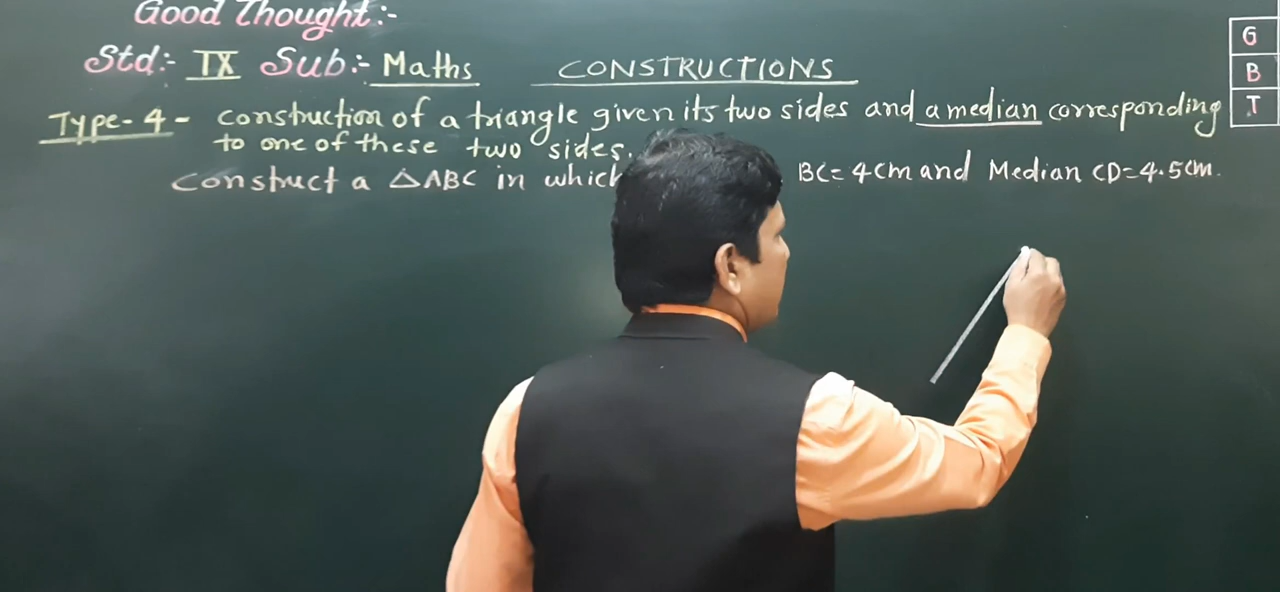 Good Thought:-
Std:- IX Sub:- Maths CONSTRUCTIONS
Type-4 - construction of a triangle given its two sides and a median corresponding
to one of these two sides.
construct a △ABC in which BC=4cm and Median CD=4.5cm.
G
B
T